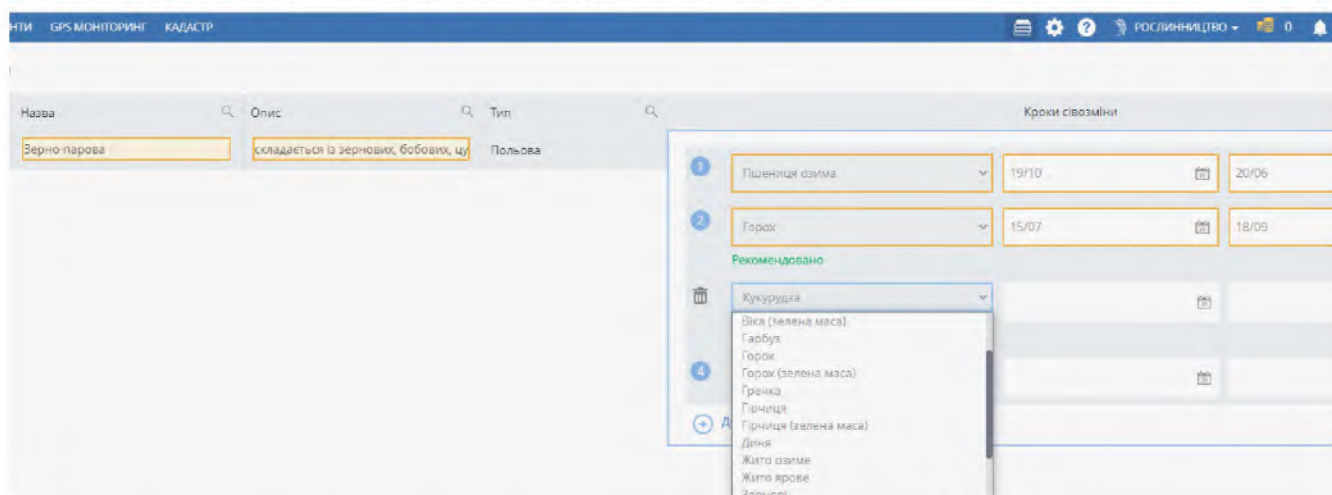 НТИ GPS МОНІТОРИНГ КАДАСТР РОСЛИННИЦТВО 0
Назва Опис Тип Кроки сівозміни
Зерно-парова складається із зернових, бобових, цу Польова
1 Пшениця озима 19/10 20/06
2 Горох 15/07 18/09
Рекомендовано
Кукурудза
Віка (зелена маса)
Гарбуз
Горох
Горох (зелена маса)
4 Гречка
Гірчиця
Гірчиця (зелена маса)
Диня
Жито озиме
Жито ярове